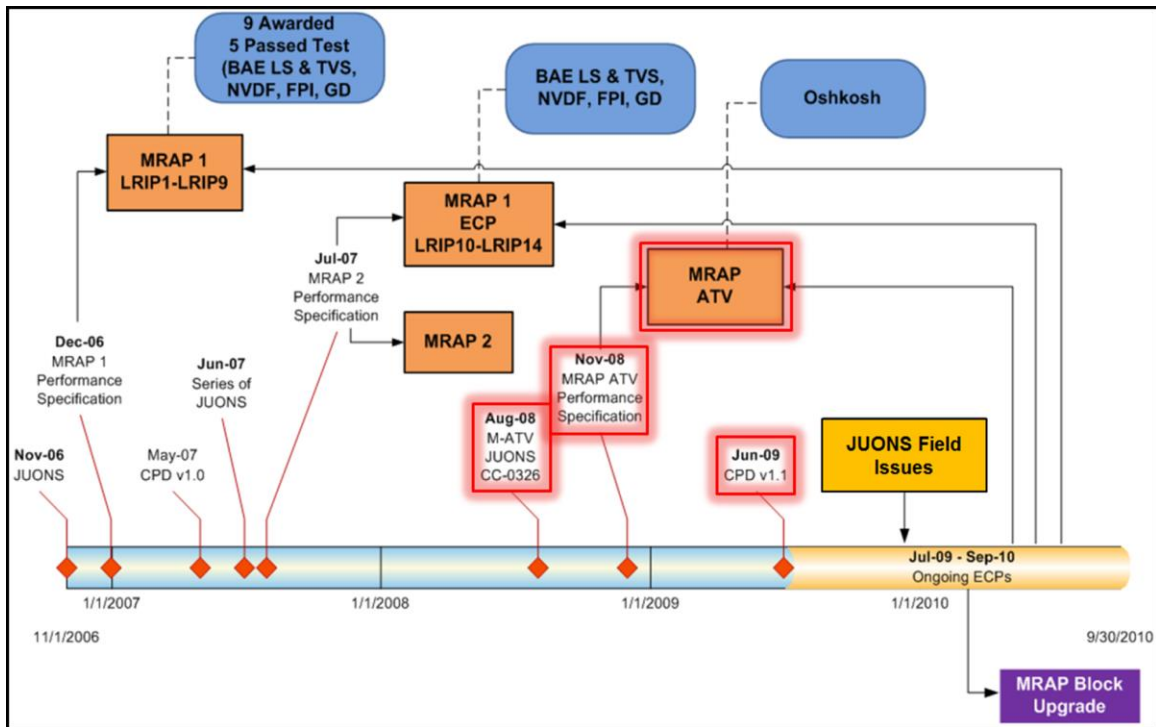 9 Awarded
5 Passed Test
(BAE LS & TVS,
NVDF, FPI, GD)
BAE LS & TVS,
NVDF, FPI, GD
Oshkosh
MRAP 1
LRIP1-LRIP9
MRAP 1
ECP
LRIP10-LRIP14
MRAP
ATV
Jul-07
MRAP 2
Performance
Specification
MRAP 2
Dec-06
MRAP 1
Performance
Specification
Jun-07
Series of
JUONS
Nov-08
MRAP ATV
Performance
Specification
Aug-08
M-ATV
JUONS
CC-0326
Jun-09
CPD v1.1
JUONS Field
Issues
Nov-06
JUONS
May-07
CPD v1.0
Jul-09 - Sep-10
Ongoing ECPs
1/1/2007
1/1/2008
1/1/2009
1/1/2010
11/1/2006
9/30/2010
MRAP Block
Upgrade